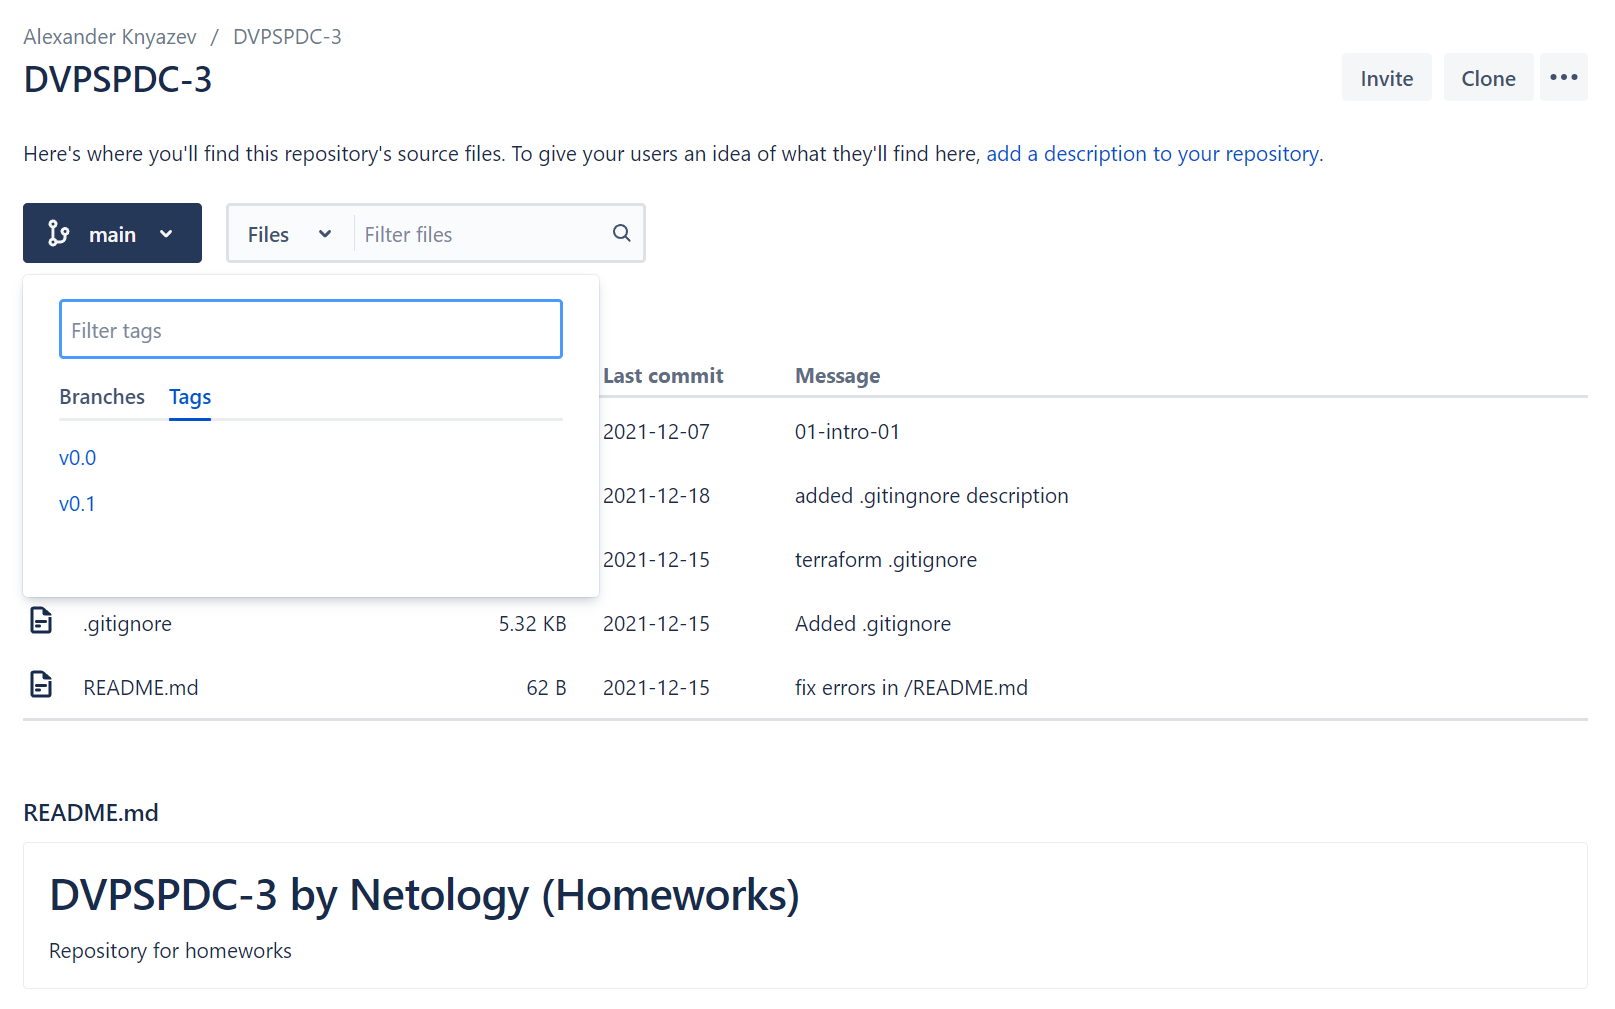 Alexander Knyazev / DVPSPDC-3
DVPSPDC-3
Invite Clone •••
Here's where you'll find this repository's source files. To give your users an idea of what they'll find here, add a description to your repository.
main Files Filter files
Filter tags
Branches Tags
v0.0
v0.1
Last commit Message
2021-12-07 01-intro-01
2021-12-18 added .gitingnore description
2021-12-15 terraform .gitignore
.gitignore 5.32 KB 2021-12-15 Added .gitignore
README.md 62 B 2021-12-15 fix errors in /README.md
README.md
DVPSPDC-3 by Netology (Homeworks)
Repository for homeworks